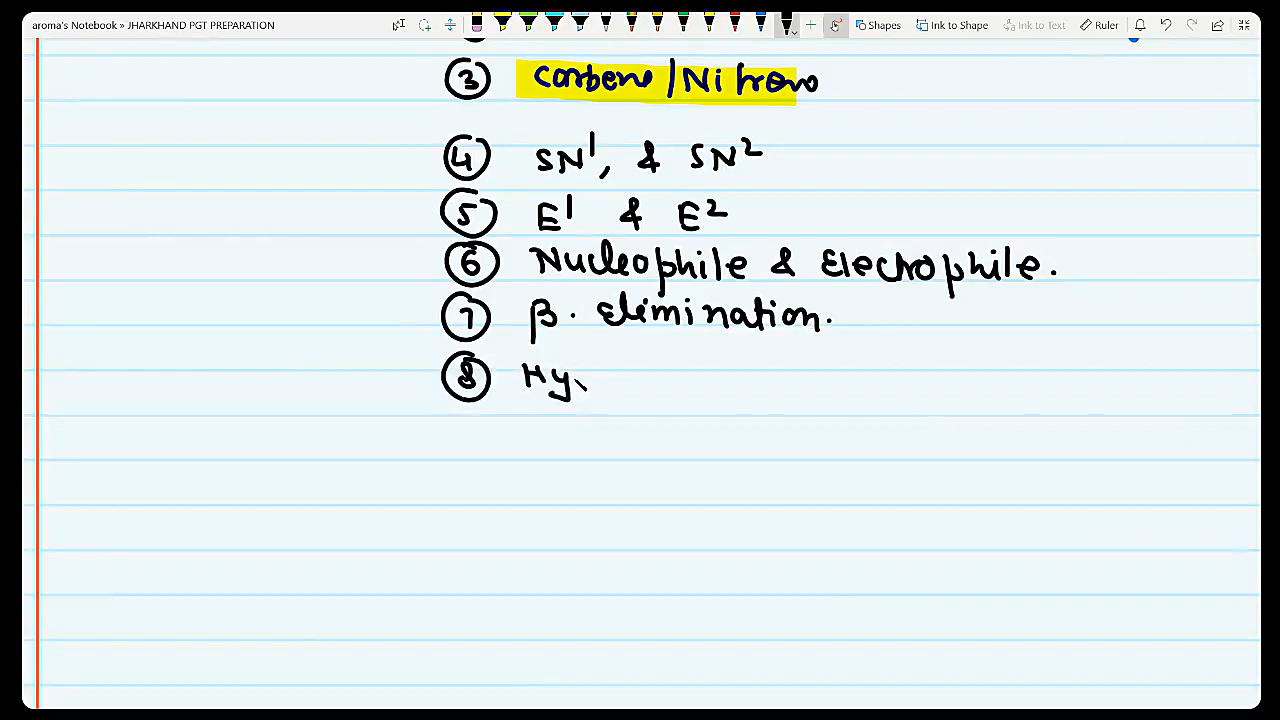 aroma's Notebook » JHARKHAND PGT PREPARATION
Shapes
Ink to Shape
Ink to Text
Ruler
③ Carbene/Nitrene
④ SN¹, & SN²
⑤ E¹ & E²
⑥ Nucleophile & Electrophile.
⑦ β. elimination.
⑧ Hy